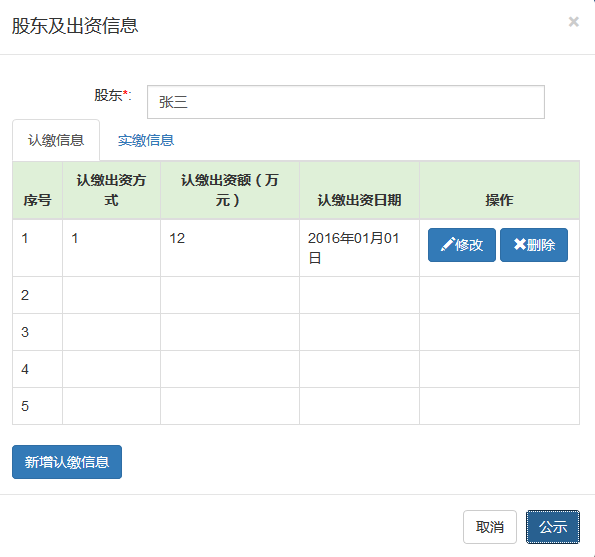 股东及出资信息 ×
股东*: 张三
认缴信息 实缴信息
序号 认缴出资方式 认缴出资额（万元） 认缴出资日期 操作
1 1 12 2016年01月01日 修改 删除
2
3
4
5
新增认缴信息
取消 公示